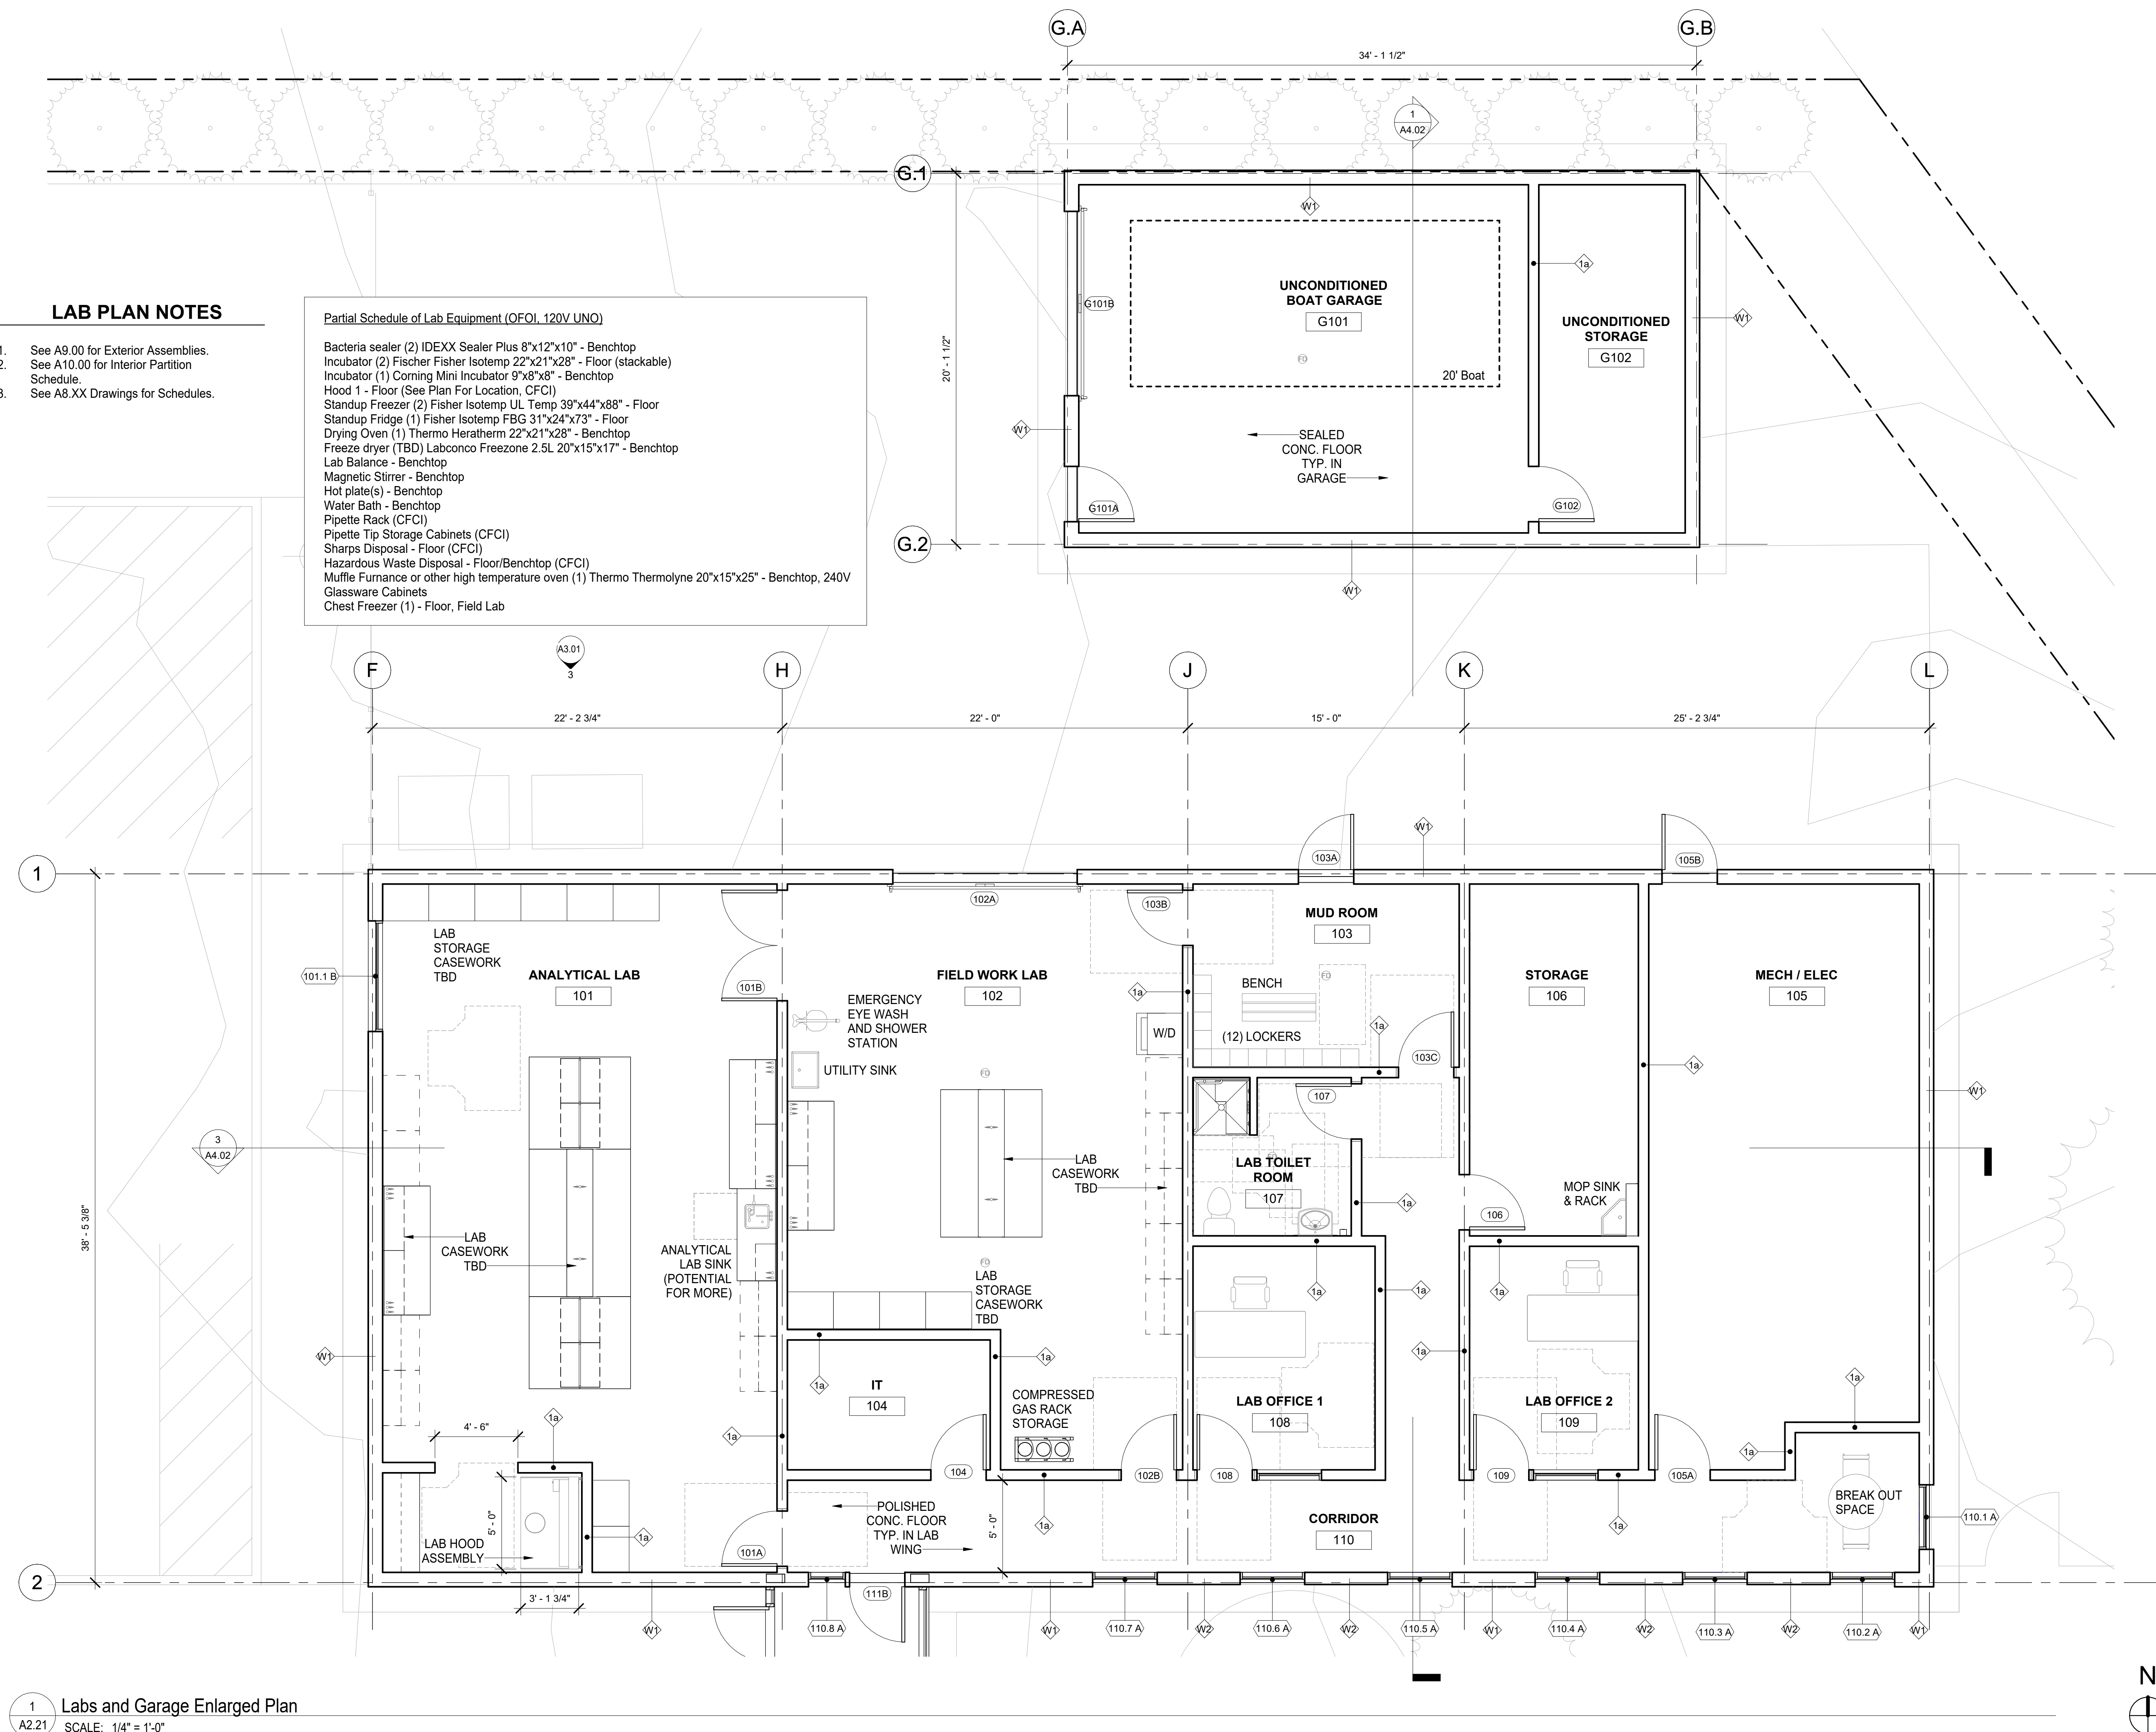 G.A
G.B
34' - 1 1/2"
1
A4.02
G.1
W1
1a
UNCONDITIONED
BOAT GARAGE
G101
G101B
UNCONDITIONED
STORAGE
G102
W1
FD
20' - 1 1/2"
20' Boat
W1
SEALED
CONC. FLOOR
TYP. IN
GARAGE
G101A
G102
G.2
W1
LAB PLAN NOTES
1. See A9.00 for Exterior Assemblies.
2. See A10.00 for Interior Partition
Schedule.
3. See A8.XX Drawings for Schedules.
Partial Schedule of Lab Equipment (OFOI, 120V UNO)
Bacteria sealer (2) IDEXX Sealer Plus 8"x12"x10" - Benchtop
Incubator (2) Fischer Fisher Isotemp 22"x21"x28" - Floor (stackable)
Incubator (1) Corning Mini Incubator 9"x8"x8" - Benchtop
Hood 1 - Floor (See Plan For Location, CFCI)
Standup Freezer (2) Fisher Isotemp UL Temp 39"x44"x88" - Floor
Standup Fridge (1) Fisher Isotemp FBG 31"x24"x73" - Floor
Drying Oven (1) Thermo Heratherm 22"x21"x28" - Benchtop
Freeze dryer (TBD) Labconco Freezone 2.5L 20"x15"x17" - Benchtop
Lab Balance - Benchtop
Magnetic Stirrer - Benchtop
Hot plate(s) - Benchtop
Water Bath - Benchtop
Pipette Rack (CFCI)
Pipette Tip Storage Cabinets (CFCI)
Sharps Disposal - Floor (CFCI)
Hazardous Waste Disposal - Floor/Benchtop (CFCI)
Muffle Furnance or other high temperature oven (1) Thermo Thermolyne 20"x15"x25" - Benchtop, 240V
Glassware Cabinets
Chest Freezer (1) - Floor, Field Lab
A3.01
3
F
H
J
K
L
22' - 2 3/4"
22' - 0"
15' - 0"
25' - 2 3/4"
1
103A
W1
105B
102A
103B
LAB
STORAGE
CASEWORK
TBD
101.1 B
ANALYTICAL LAB
101
101B
FIELD WORK LAB
102
EMERGENCY
EYE WASH
AND SHOWER
STATION
UTILITY SINK
FD
1a
W/D
MUD ROOM
103
FD
BENCH
(12) LOCKERS
1a
103C
STORAGE
106
1a
MECH / ELEC
105
W1
107
3
A4.02
38' - 5 3/8"
LAB
CASEWORK
TBD
LAB
CASEWORK
TBD
LAB TOILET
ROOM
107
FD
1a
106
MOP SINK
& RACK
ANALYTICAL
LAB SINK
(POTENTIAL
FOR MORE)
FD
LAB
STORAGE
CASEWORK
TBD
1a
1a
1a
W1
1a
1a
1a
1a
IT
104
COMPRESSED
GAS RACK
STORAGE
LAB OFFICE 1
108
LAB OFFICE 2
109
4' - 6"
1a
1a
1a
104
102B
108
109
105A
5' - 0"
LAB HOOD
ASSEMBLY
1a
101A
POLISHED
CONC. FLOOR
TYP. IN LAB
WING
5' - 0"
1a
CORRIDOR
110
1a
BREAK OUT
SPACE
110.1 A
2
3' - 1 3/4"
W1
110.8 A
111B
W1
110.7 A
W2
110.6 A
W2
110.5 A
W1
110.4 A
W2
110.3 A
W2
110.2 A
W1
1
A2.21
Labs and Garage Enlarged Plan
SCALE: 1/4" = 1'-0"
N